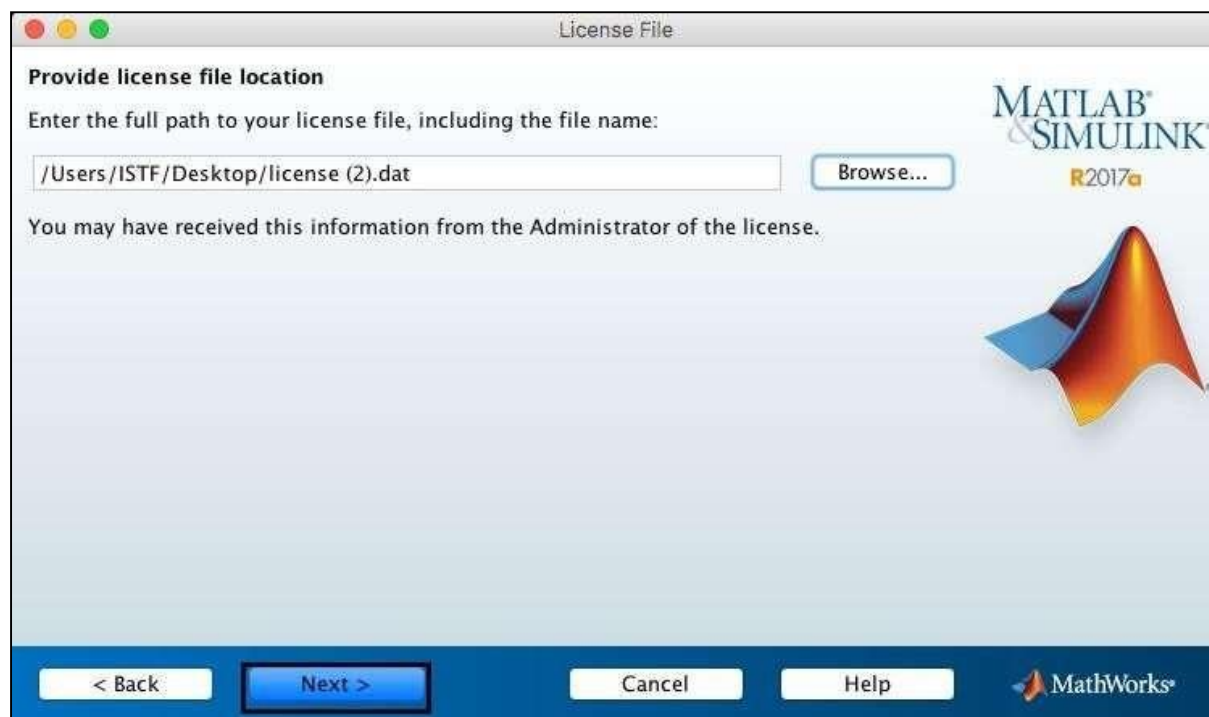 License File
Provide license file location
Enter the full path to your license file, including the file name:
/Users/ISTF/Desktop/license (2).dat
Browse...
You may have received this information from the Administrator of the license.
MATLAB®
&SIMULINK®
R2017a
< Back
Next >
Cancel
Help
MathWorks®